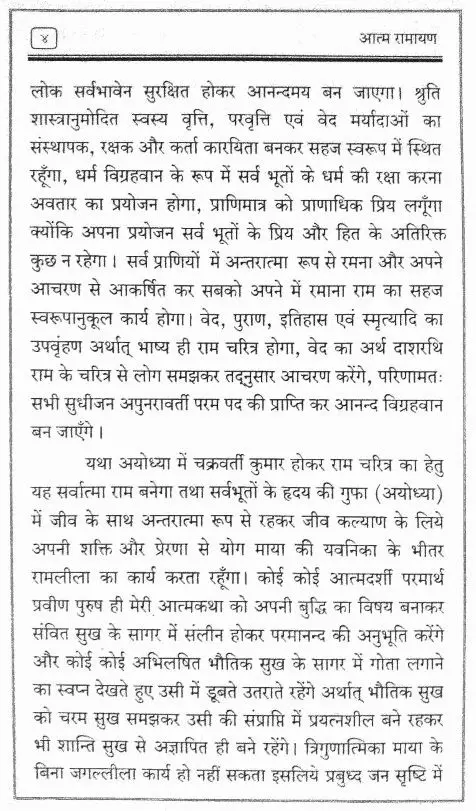 ४
आत्म रामायण
लोक सर्वभावेन सुरक्षित होकर आनन्दमय बन जाएगा। श्रुति
शास्त्रानुमोदित स्वस्य वृत्ति, परवृत्ति एवं वेद मर्यादाओं का
संस्थापक, रक्षक और कर्ता कारयिता बनकर सहज स्वरूप में स्थित
रहूँगा, धर्म विग्रहवान के रूप में सर्व भूतों के धर्म की रक्षा करना
अवतार का प्रयोजन होगा, प्राणिमात्र को प्राणाधिक प्रिय लगूँगा
क्योंकि अपना प्रयोजन सर्व भूतों के प्रिय और हित के अतिरिक्त
कुछ न रहेगा। सर्व प्राणियों में अन्तरात्मा रूप से रमना और अपने
आचरण से आकर्षित कर सबको अपने में रमाना राम का सहज
स्वरूपानुकूल कार्य होगा। वेद, पुराण, इतिहास एवं स्मृत्यादि का
उपवृंहण अर्थात् भाष्य ही राम चरित्र होगा, वेद का अर्थ दाशरथि
राम के चरित्र से लोग समझकर तद्नुसार आचरण करेंगे, परिणामतः
सभी सुधीजन अपुनरावर्ती परम पद की प्राप्ति कर आनन्द विग्रहवान
बन जाएँगे।
यथा अयोध्या में चक्रवर्ती कुमार होकर राम चरित्र का हेतु
यह सर्वात्मा राम बनेगा तथा सर्वभूतों के हृदय की गुफा (अयोध्या)
में जीव के साथ अन्तरात्मा रूप से रहकर जीव कल्याण के लिये
अपनी शक्ति और प्रेरणा से योग माया की यवनिका के भीतर
रामलीला का कार्य करता रहूँगा। कोई कोई आत्मदर्शी परमार्थ
प्रवीण पुरुष ही मेरी आत्मकथा को अपनी बुद्धि का विषय बनाकर
संवित सुख के सागर में संलीन होकर परमानन्द की अनुभूति करेंगे
और कोई कोई अभिलषित भौतिक सुख के सागर में गोता लगाने
का स्वप्न देखते हुए उसी में डूबते उतराते रहेंगे अर्थात् भौतिक सुख
को चरम सुख समझकर उसी की संप्राप्ति में प्रयत्नशील बने रहकर
भी शान्ति सुख से अज्ञापित ही बने रहेंगे। त्रिगुणात्मिका माया के
बिना जगल्लीला कार्य हो नहीं सकता इसलिये प्रबुध्द जन सृष्टि में